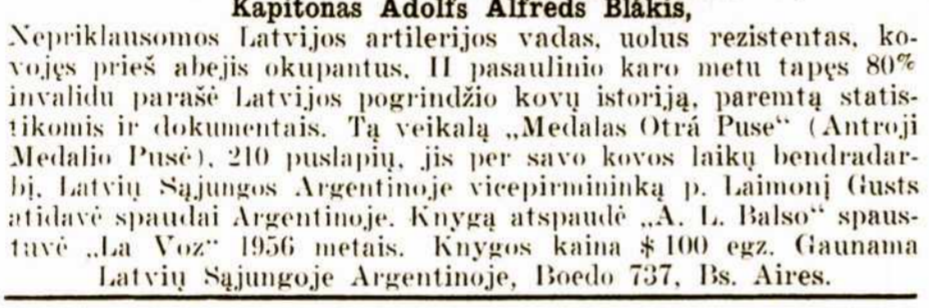 Kapitonas Adolfs Alfreds Blākis,
Nepriklausomos Latvijos artilerijos vadas, uolus rezistentas, ko-
vojęs prieš abejis okupantus, II pasaulinio karo metu tapęs 80%
invalidu parašė Latvijos pogrindžio kovų istoriją, paremtą statis-
tikomis ir dokumentais. Tą veikalą „Medalas Otrá Puse“ (Antroji
Medalio Pusė), 210 puslapių, jis per savo kovos laikų bendradar-
bį, Latvių Sąjungos Argentinoje vicepirmininką p. Laimonį Gusts
atidavė spaudai Argentinoje. Knygą atspaudė „A. L. Balso“ spaus-
tuvė „La Voz“ 1956 metais. Knygos kaina $ 100 egz. Gaunama
Latvių Sąjungoje Argentinoje, Boedo 737, Bs. Aires.